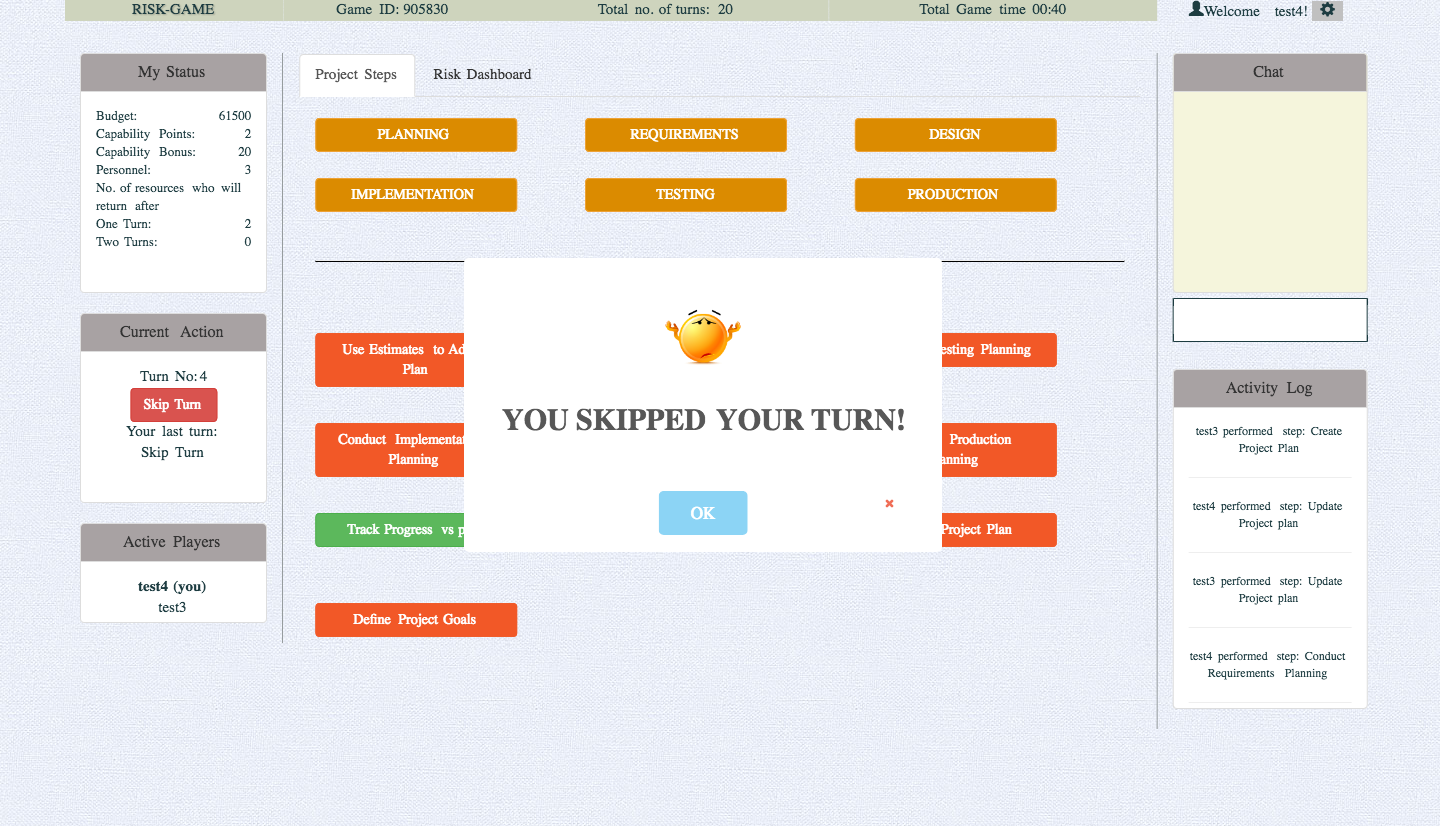 RISK-GAME
Game ID: 905830
Total no. of turns: 20
Total Game time 00:40
Welcome test4!
My Status
Budget: 61500
Capability Points: 2
Capability Bonus: 20
Personnel: 3
No. of resources who will
return after
One Turn: 2
Two Turns: 0
Current Action
Turn No: 4
Skip Turn
Your last turn:
Skip Turn
Active Players
test4 (you)
test3
Project Steps
Risk Dashboard
PLANNING
REQUIREMENTS
DESIGN
IMPLEMENTATION
TESTING
PRODUCTION
Use Estimates to Ad
Plan
esting Planning
Conduct Implementat
Planning
Production
anning
Track Progress vs p
Project Plan
Define Project Goals
YOU SKIPPED YOUR TURN!
OK
Chat
Activity Log
test3 performed step: Create
Project Plan
test4 performed step: Update
Project plan
test3 performed step: Update
Project plan
test4 performed step: Conduct
Requirements Planning